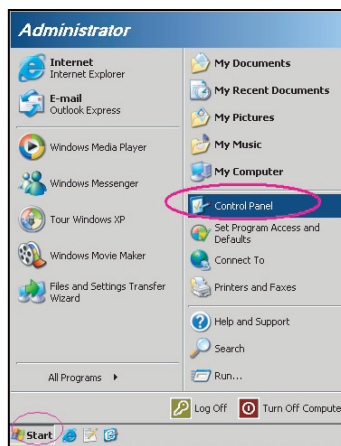 Administrator
Internet
Internet Explorer
E-mail
Outlook Express
Windows Media Player
Windows Messenger
Tour Windows XP
Windows Movie Maker
Files and Settings Transfer
Wizard
All Programs
My Documents
My Recent Documents
My Pictures
My Music
My Computer
Control Panel
Set Program Access and
Defaults
Connect To
Printers and Faxes
Help and Support
Search
Run...
Log Off
Turn Off Compute
Start